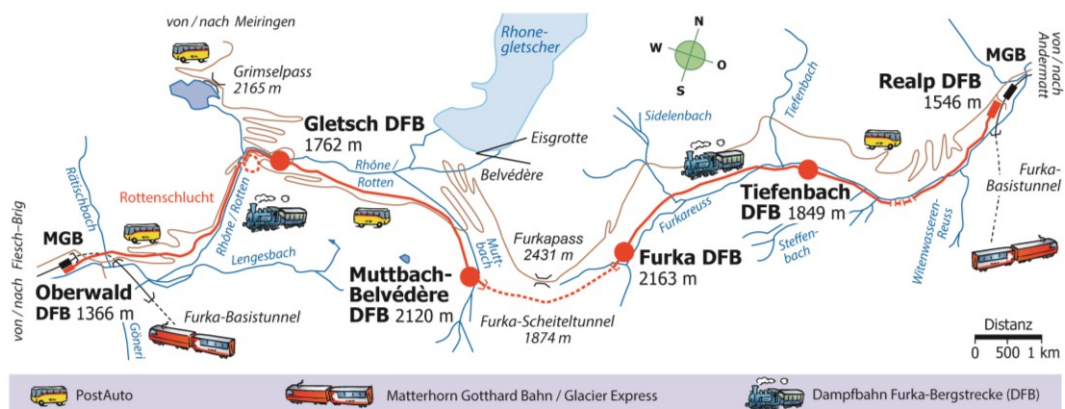 von / nach Meiringen
Grimselpass
2165 m
Gletsch DFB
1762 m
Rhone-
gletscher
N
W
O
S
Eisgrotte
Belvédère
Sidelenbach
Tiefenbach
MGB
von / nach
Andermatt
Realp DFB
1546 m
Furka-
Basistunnel
Rätischbach
Rottenschlucht
Rhône / Rotten
Rhône /
Rotten
MGB
von / nach Fiesch–Brig
Oberwald
DFB 1366 m
Göneri
Lengesbach
Furka-Basistunnel
Mutt-
bach
Muttbach-
Belvédère
DFB 2120 m
Furkapass
2431 m
Furka-Scheiteltunnel
1874 m
Furka DFB
2163 m
Furkareuss
Tiefenbach
DFB 1849 m
Steffen-
bach
Witenwasseren-
Reuss
Distanz
0 500 1 km
PostAuto
Matterhorn Gotthard Bahn / Glacier Express
Dampfbahn Furka-Bergstrecke (DFB)